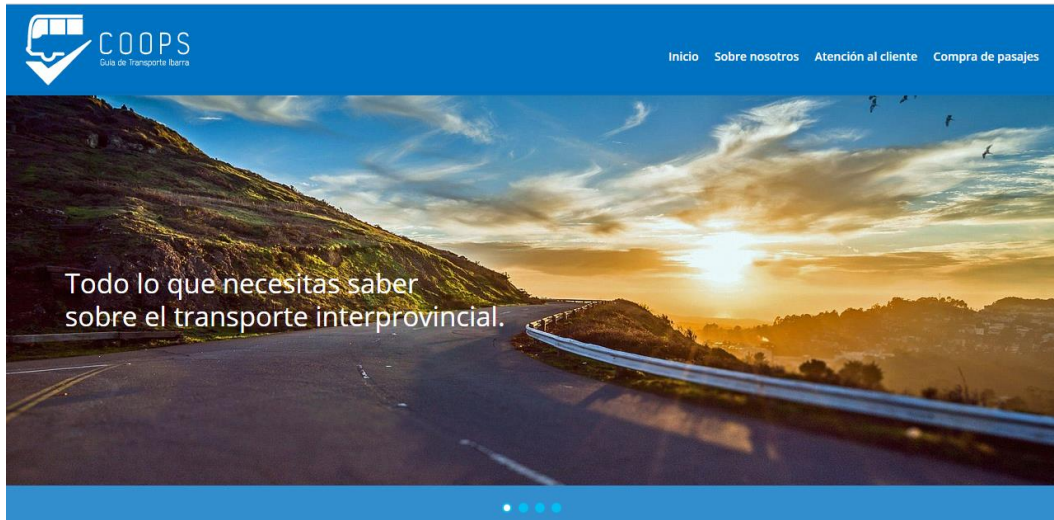 COOPS
Guía de Transporte Ibarra
Inicio Sobre nosotros Atención al cliente Compra de pasajes
Todo lo que necesitas saber
sobre el transporte interprovincial.